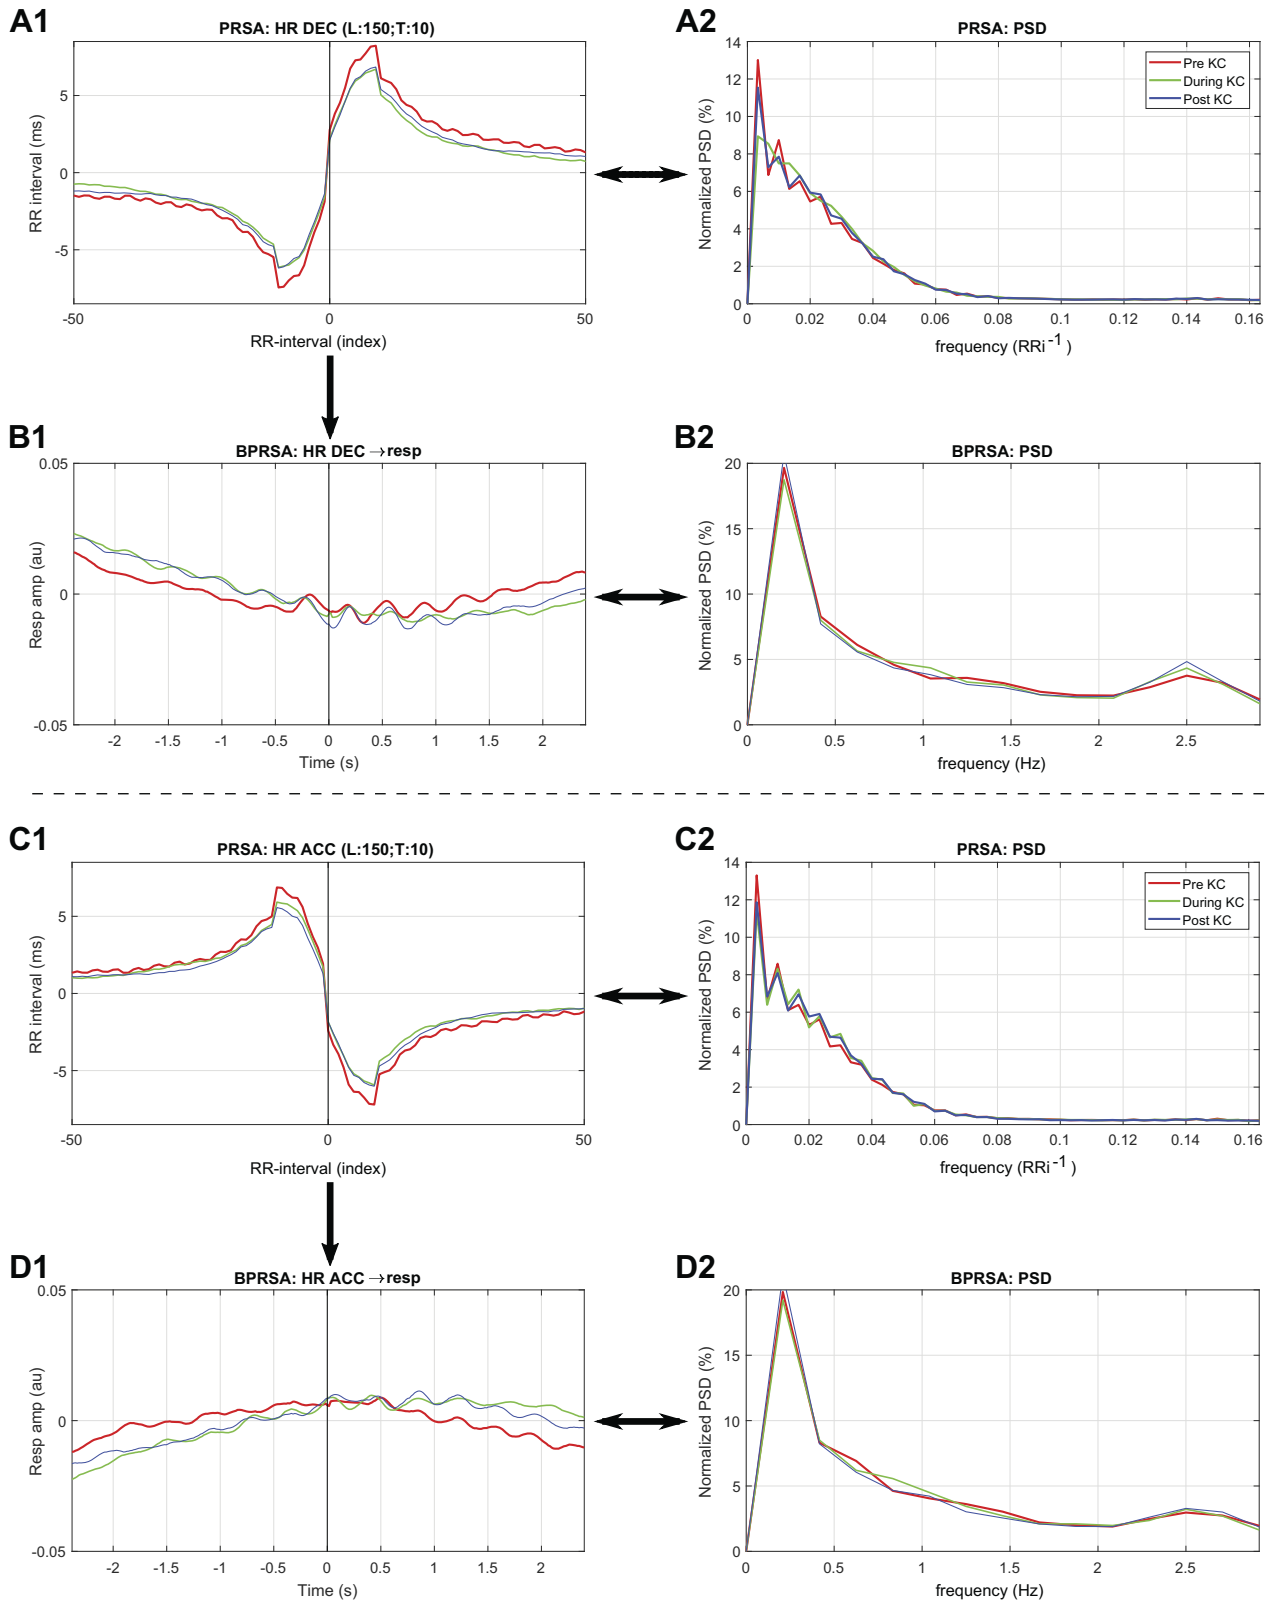 A1
PRSA: HR DEC (L:150;T:10)
RR interval (ms)
5
0
-5
-50
0
50
RR-interval (index)
A2
PRSA: PSD
Normalized PSD (%)
14
12
10
8
6
4
2
0
0
0.02
0.04
0.06
0.08
0.1
0.12
0.14
0.16
frequency (RRi-1)
Pre KC
During KC
Post KC
B1
BPRSA: HR DEC →resp
Resp amp (au)
0.05
0
-0.05
-2
-1.5
-1
-0.5
0
0.5
1
1.5
2
Time (s)
B2
BPRSA: PSD
Normalized PSD (%)
20
15
10
5
0
0
0.5
1
1.5
2
2.5
frequency (Hz)
C1
PRSA: HR ACC (L:150;T:10)
RR interval (ms)
5
0
-5
-50
0
50
RR-interval (index)
C2
PRSA: PSD
Normalized PSD (%)
14
12
10
8
6
4
2
0
0
0.02
0.04
0.06
0.08
0.1
0.12
0.14
0.16
frequency (RRi-1)
Pre KC
During KC
Post KC
D1
BPRSA: HR ACC →resp
Resp amp (au)
0.05
0
-0.05
-2
-1.5
-1
-0.5
0
0.5
1
1.5
2
Time (s)
D2
BPRSA: PSD
Normalized PSD (%)
20
15
10
5
0
0
0.5
1
1.5
2
2.5
frequency (Hz)